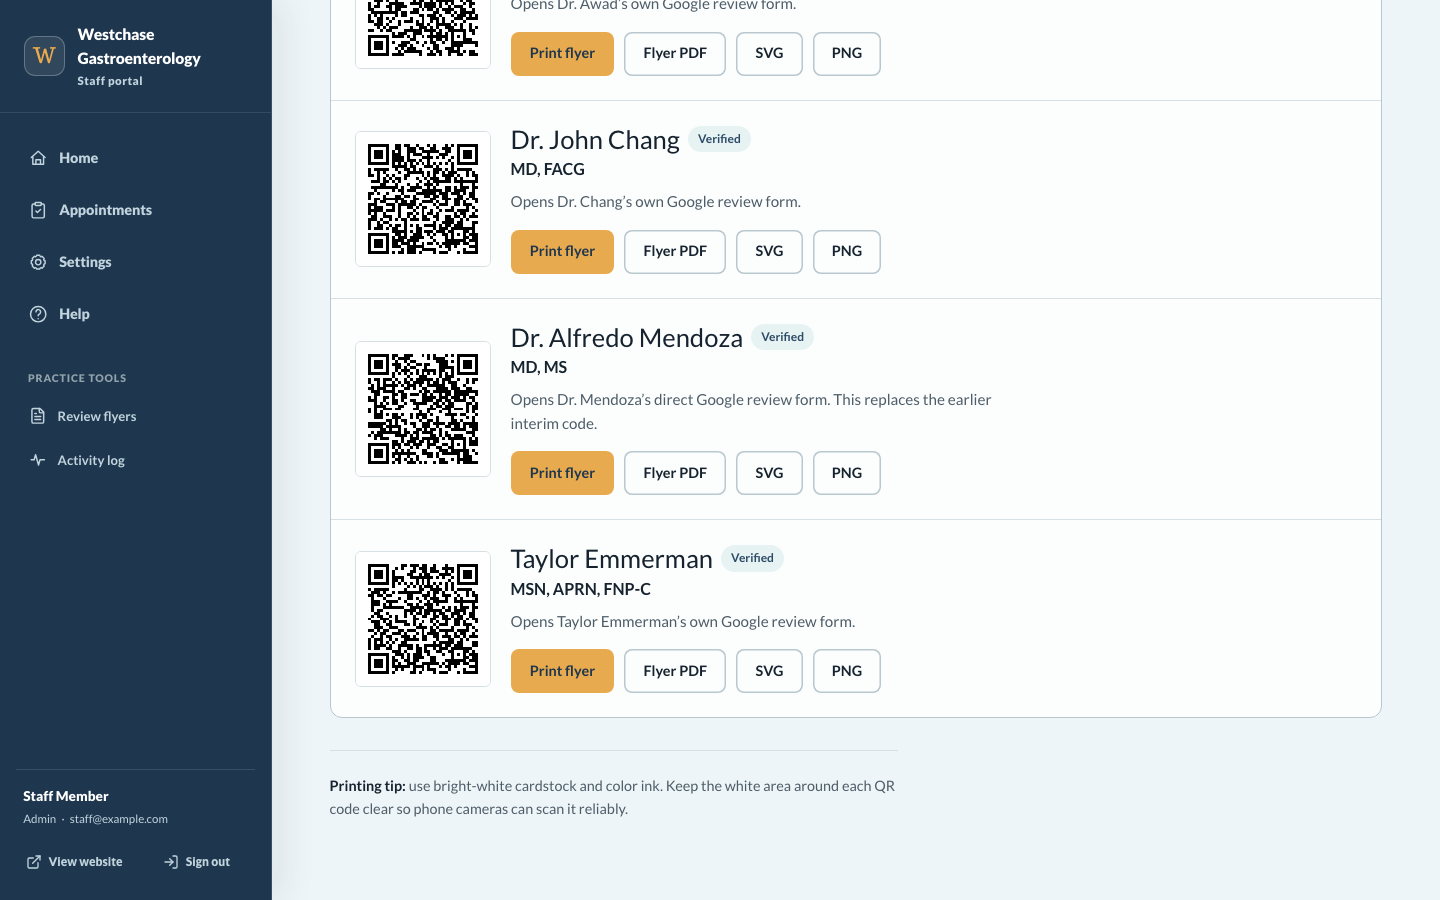 W
Westchase
Gastroenterology
Staff portal
Home
Appointments
Settings
Help
PRACTICE TOOLS
Review flyers
Activity log
Staff Member
Admin · staff@example.com
View website
Sign out
Opens Dr. Awad’s own Google review form.
Print flyer
Flyer PDF
SVG
PNG
Dr. John Chang
Verified
MD, FACG
Opens Dr. Chang’s own Google review form.
Print flyer
Flyer PDF
SVG
PNG
Dr. Alfredo Mendoza
Verified
MD, MS
Opens Dr. Mendoza’s direct Google review form. This replaces the earlier
interim code.
Print flyer
Flyer PDF
SVG
PNG
Taylor Emmerman
Verified
MSN, APRN, FNP-C
Opens Taylor Emmerman’s own Google review form.
Print flyer
Flyer PDF
SVG
PNG
Printing tip: use bright-white cardstock and color ink. Keep the white area around each QR
code clear so phone cameras can scan it reliably.